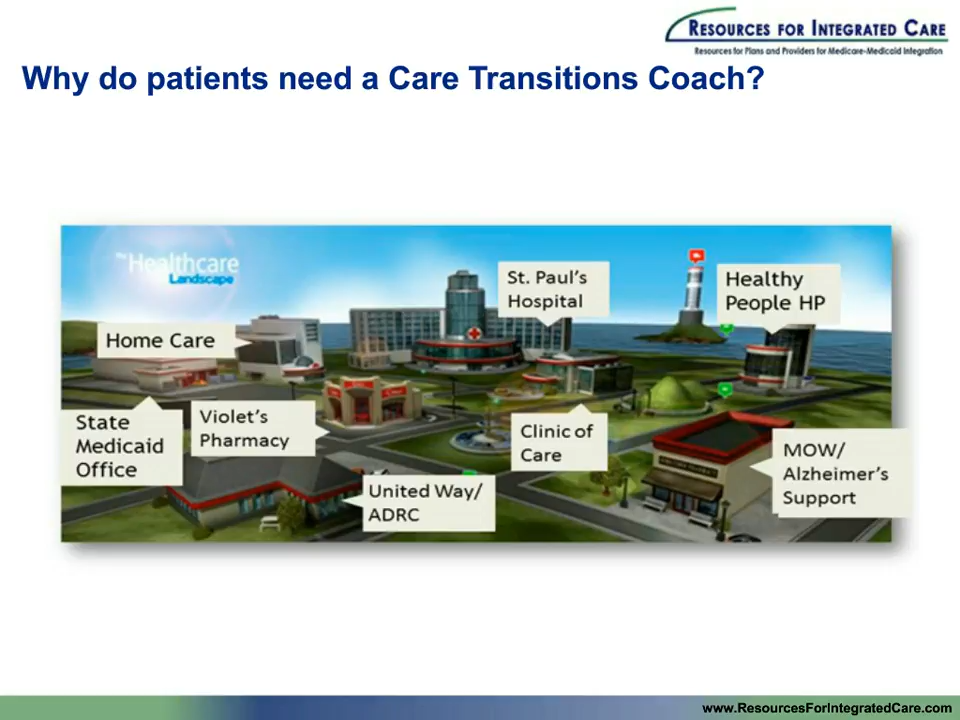 RESOURCES FOR INTEGRATED CARE
Resources for Plans and Providers for Medicare-Medicaid Integration
Why do patients need a Care Transitions Coach?
The Healthcare
Landscape
St. Paul's
Hospital
Healthy
People HP
Home Care
State
Medicaid
Office
Violet's
Pharmacy
Clinic of
Care
MOW/
Alzheimer's
Support
United Way/
ADRC
www.ResourcesForIntegratedCare.com